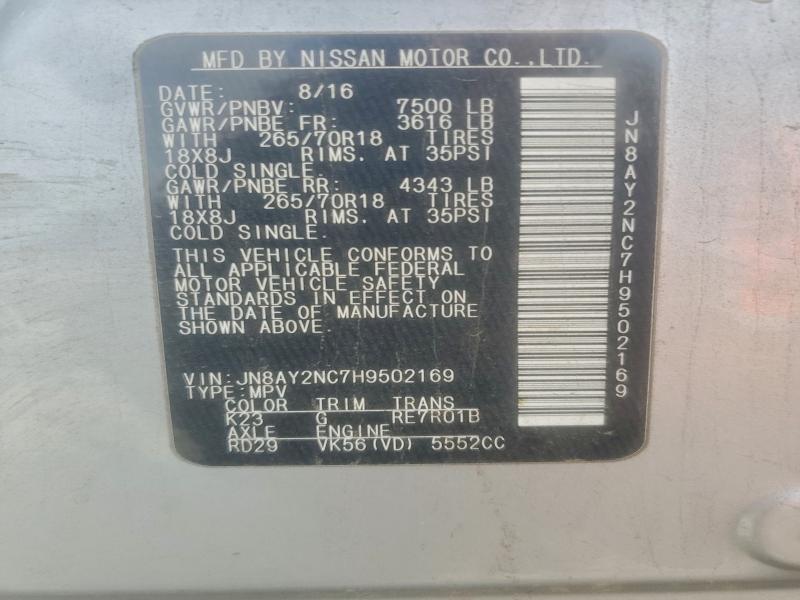 MFD BY NISSAN MOTOR CO.,LTD.
DATE: 8/16
GVWR/PNBV: 7500 LB
GAWR/PNBE FR: 3616 LB
WITH 265/70R18 TIRES
18X8J RIMS. AT 35PSI
COLD SINGLE.
GAWR/PNBE RR: 4343 LB
WITH 265/70R18 TIRES
18X8J RIMS. AT 35PSI
COLD SINGLE.
THIS VEHICLE CONFORMS TO
ALL APPLICABLE FEDERAL
MOTOR VEHICLE SAFETY
STANDARDS IN EFFECT ON
THE DATE OF MANUFACTURE
SHOWN ABOVE.
VIN: JN8AY2NC7H9502169
TYPE: MPV
COLOR TRIM TRANS
K23 G RE7R01B
AXLE ENGINE
RD29 VK56(VD) 5552CC
JN8AY2NC7H9502169